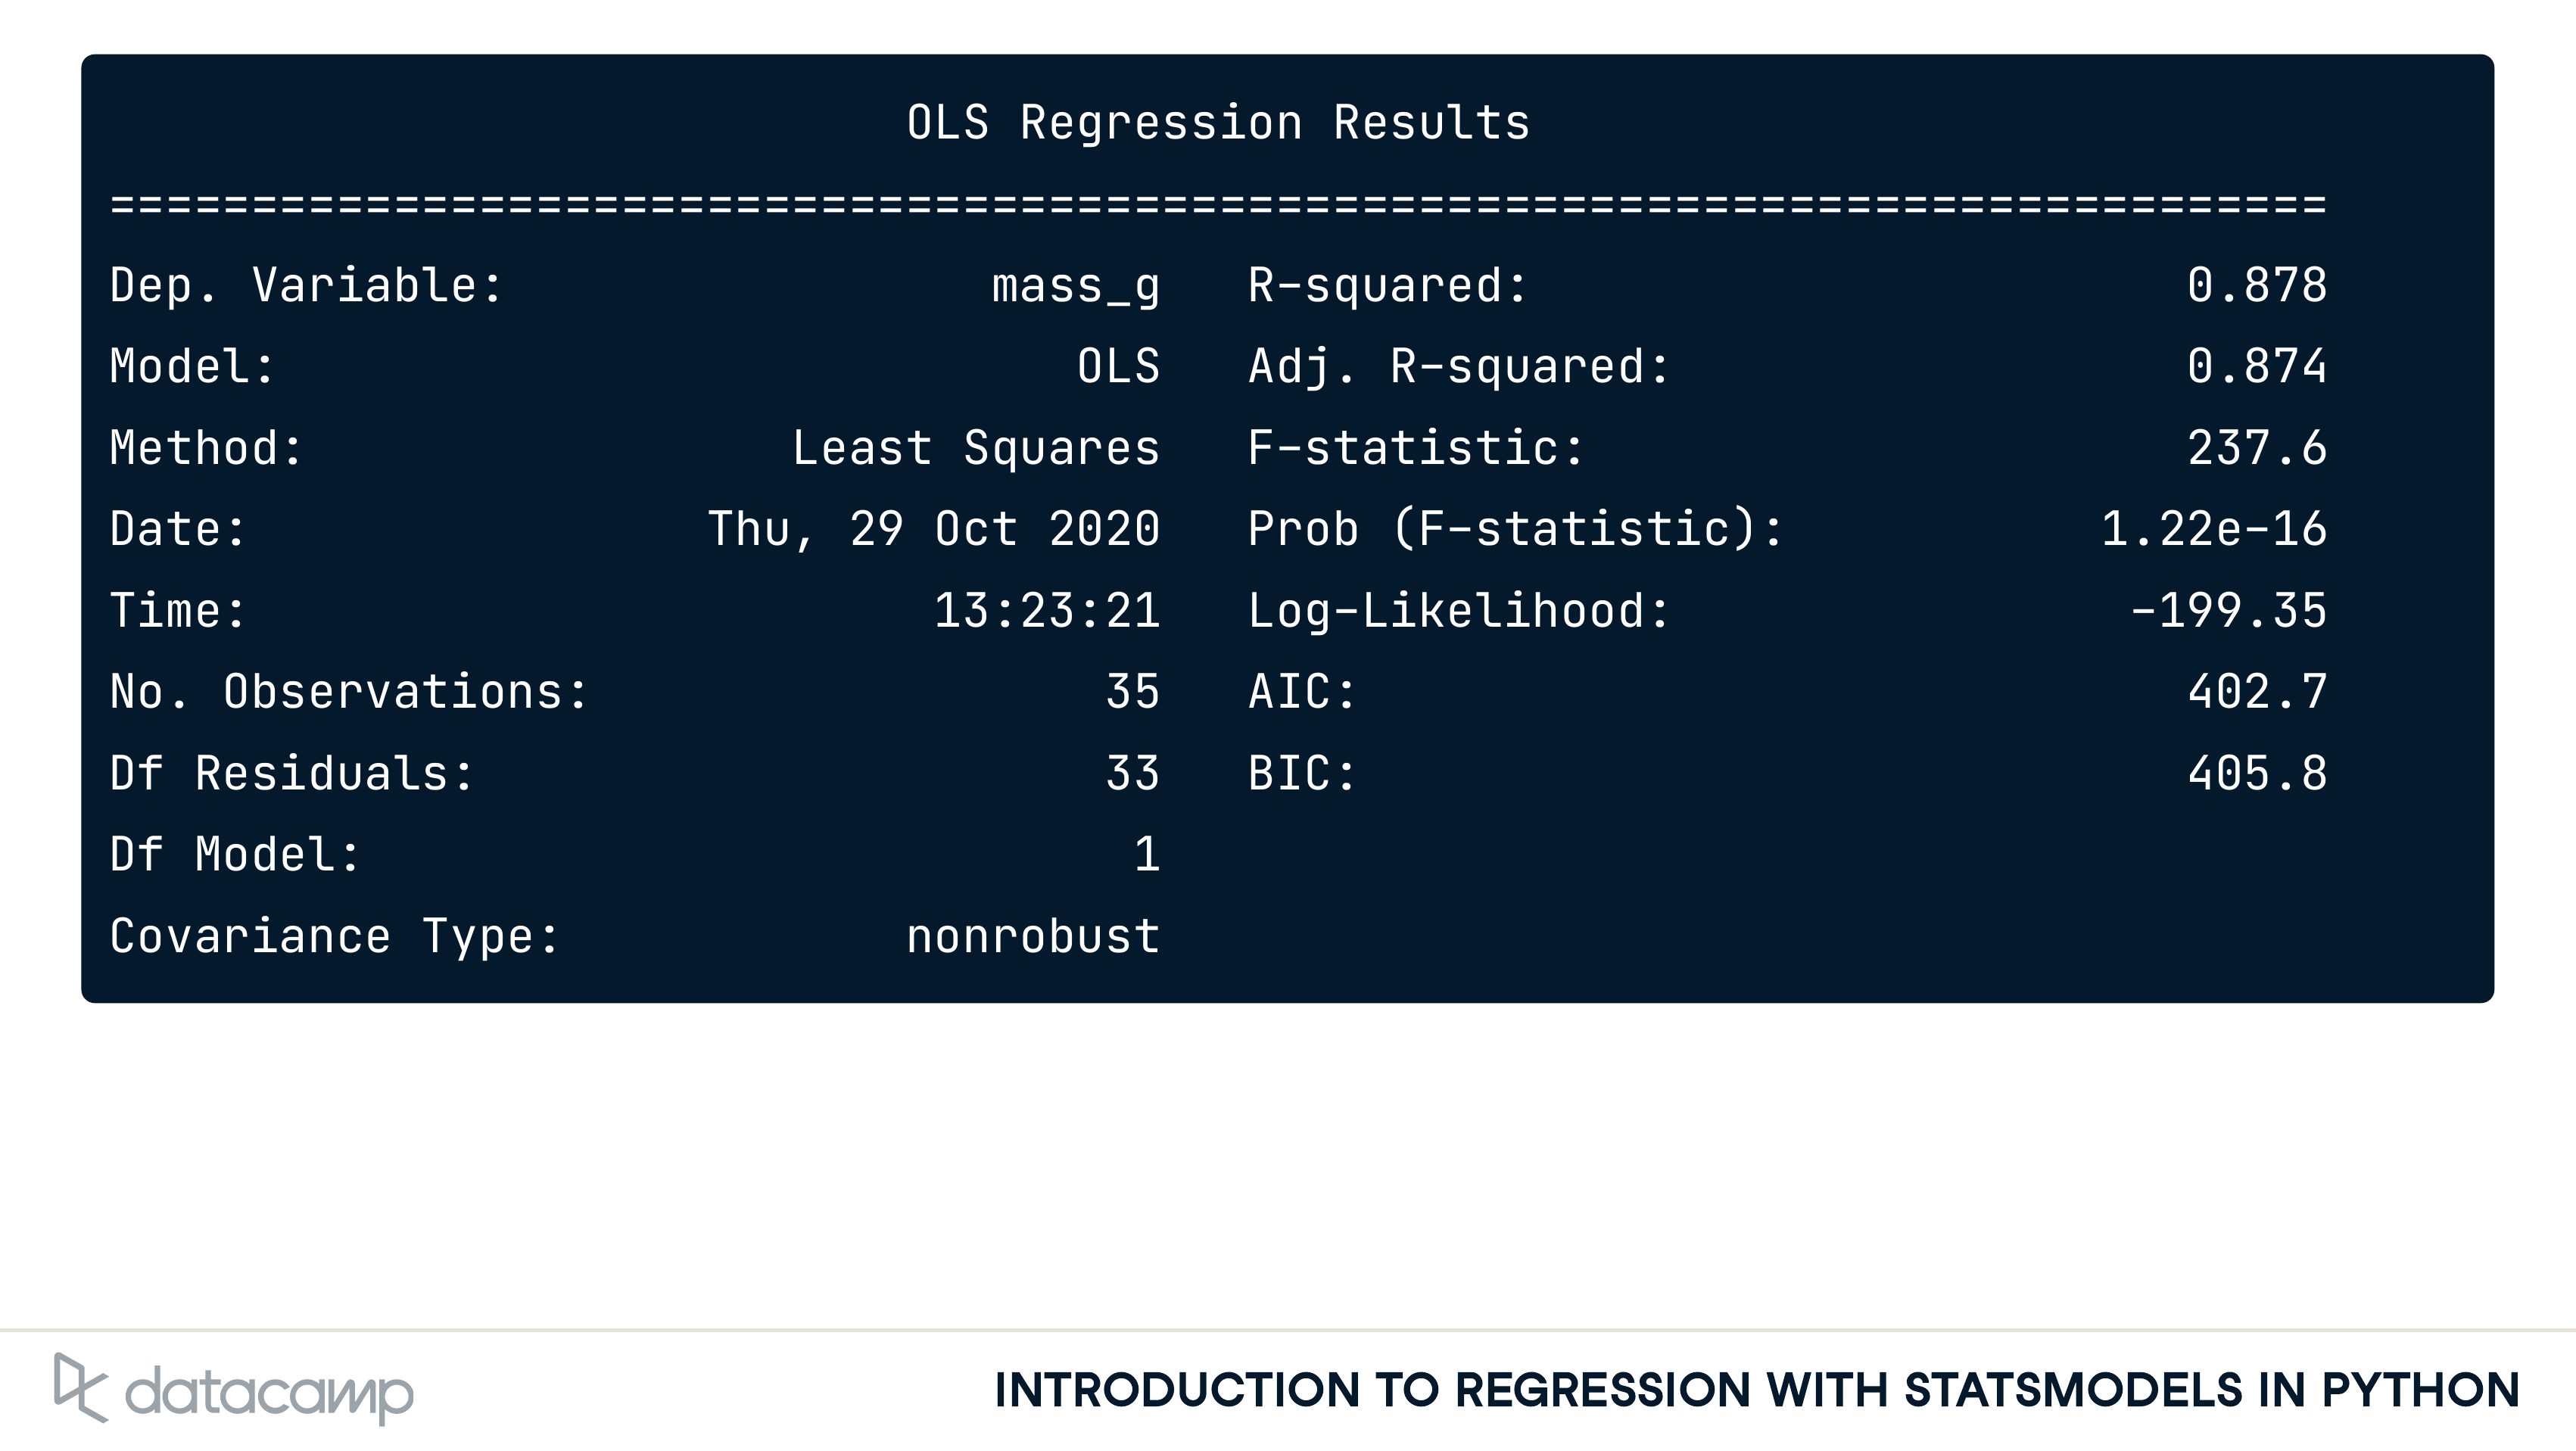 OLS Regression Results
==============================================================================
Dep. Variable: mass_g R-squared: 0.878
Model: OLS Adj. R-squared: 0.874
Method: Least Squares F-statistic: 237.6
Date: Thu, 29 Oct 2020 Prob (F-statistic): 1.22e-16
Time: 13:23:21 Log-Likelihood: -199.35
No. Observations: 35 AIC: 402.7
Df Residuals: 33 BIC: 405.8
Df Model: 1
Covariance Type: nonrobust
datacamp
INTRODUCTION TO REGRESSION WITH STATSMODELS IN PYTHON